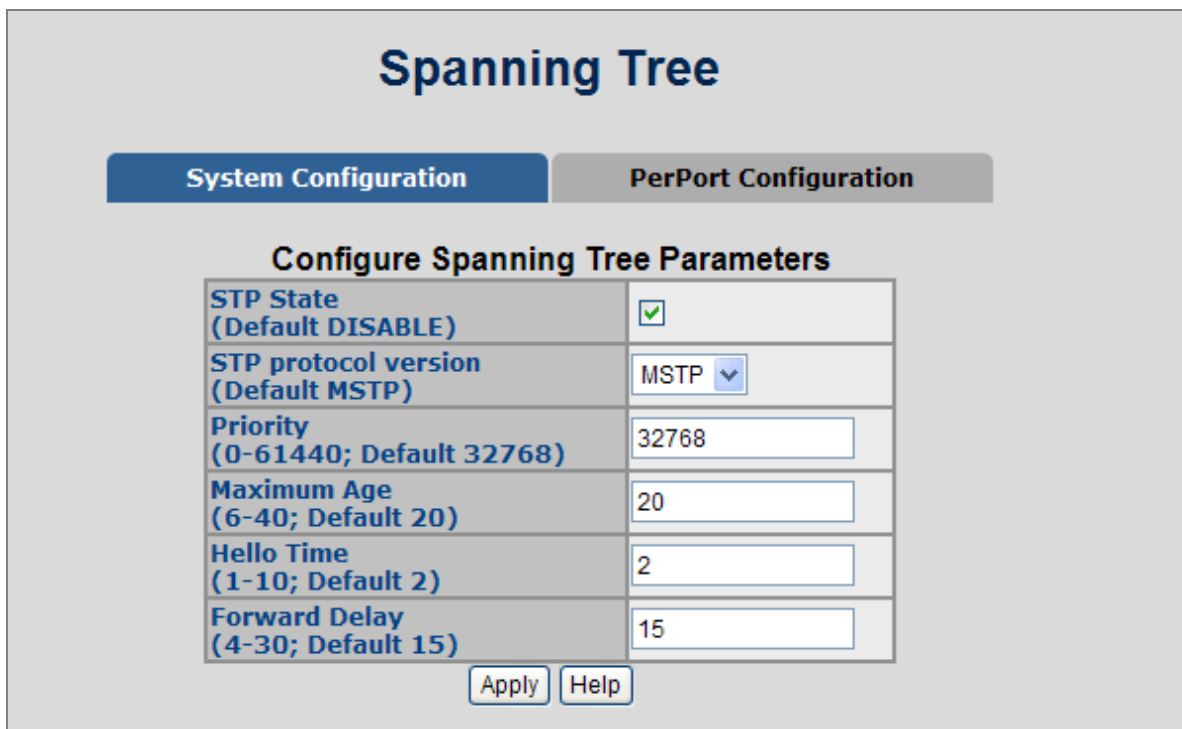 Spanning Tree
System Configuration
PerPort Configuration
Configure Spanning Tree Parameters
STP State
(Default DISABLE)
STP protocol version
(Default MSTP)
MSTP
Priority
(0-61440; Default 32768)
32768
Maximum Age
(6-40; Default 20)
20
Hello Time
(1-10; Default 2)
2
Forward Delay
(4-30; Default 15)
15
Apply
Help